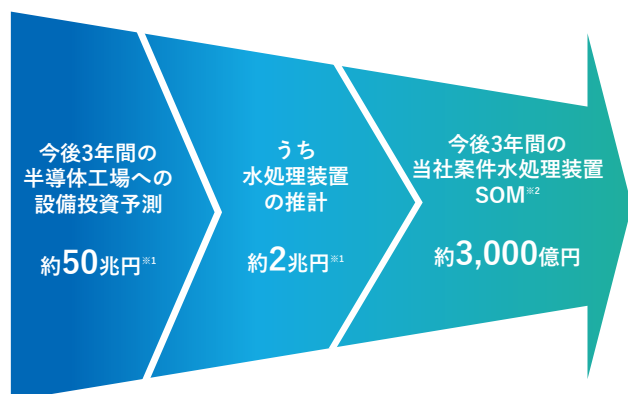 今後3年間の
半導体工場への
設備投資予測
約50兆円※1
うち
水処理装置
の推計
約2兆円※1
今後3年間の
当社案件水処理装置
SOM※2
約3,000億円